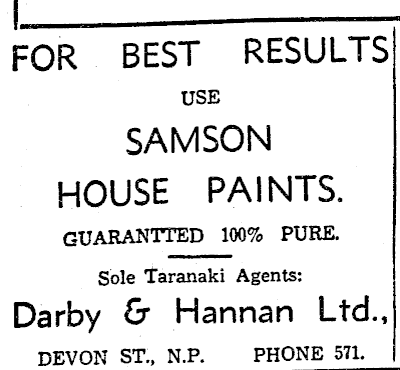 FOR BEST RESULTS
USE
SAMSON
HOUSE PAINTS.
GUARANTTED 100% PURE.
Sole Taranaki Agents:
Darby & Hannan Ltd.,
DEVON ST., N.P. PHONE 571.